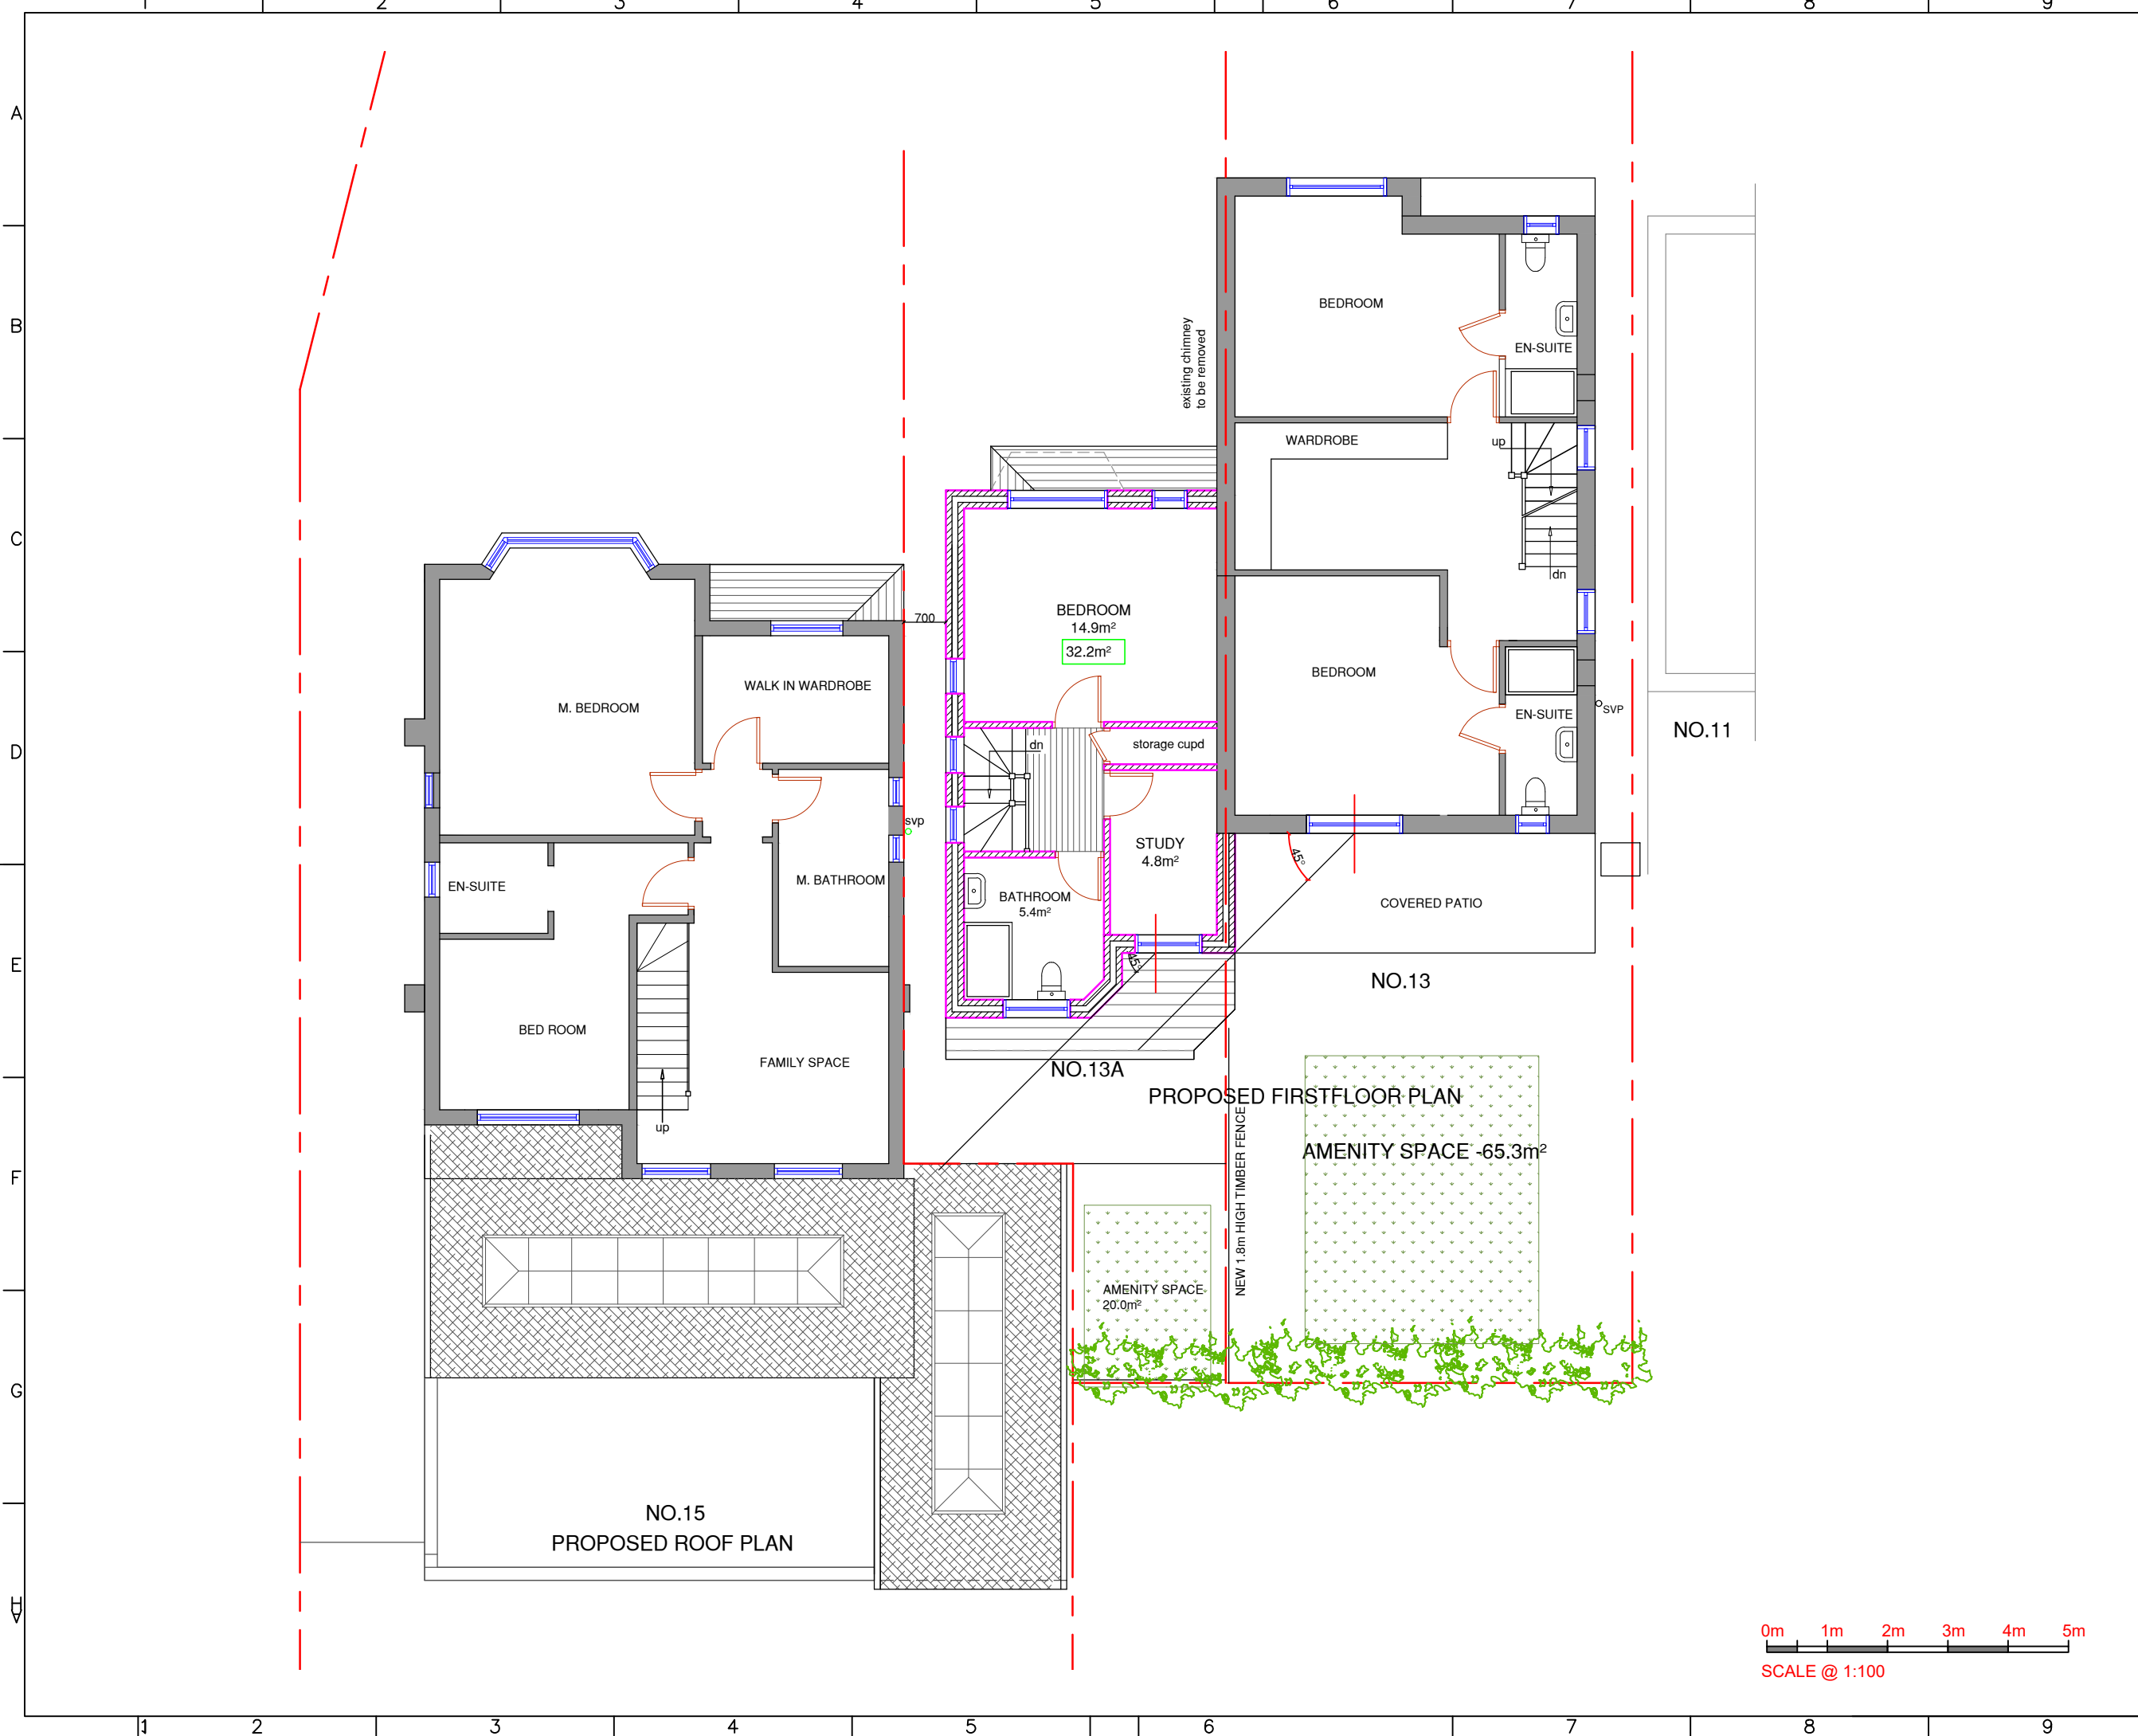 1 2 3 4 5 6 7 8 9
A
B
C
D
E
F
G
H
existing chimney
to be removed
BEDROOM
EN-SUITE
WARDROBE
up
dn
BEDROOM
EN-SUITE
SVP
NO.11
700
BEDROOM
14.9m²
32.2m²
dn
storage cupd
STUDY
4.8m²
BATHROOM
5.4m²
45°
45°
COVERED PATIO
NO.13
M. BEDROOM
WALK IN WARDROBE
svp
EN-SUITE
M. BATHROOM
BED ROOM
FAMILY SPACE
up
NO.13A
PROPOSED FIRSTFLOOR PLAN
NEW 1.8m HIGH TIMBER FENCE
AMENITY SPACE -65.3m²
AMENITY SPACE
20.0m²
NO.15
PROPOSED ROOF PLAN
0m 1m 2m 3m 4m 5m
SCALE @ 1:100
1 2 3 4 5 6 7 8 9